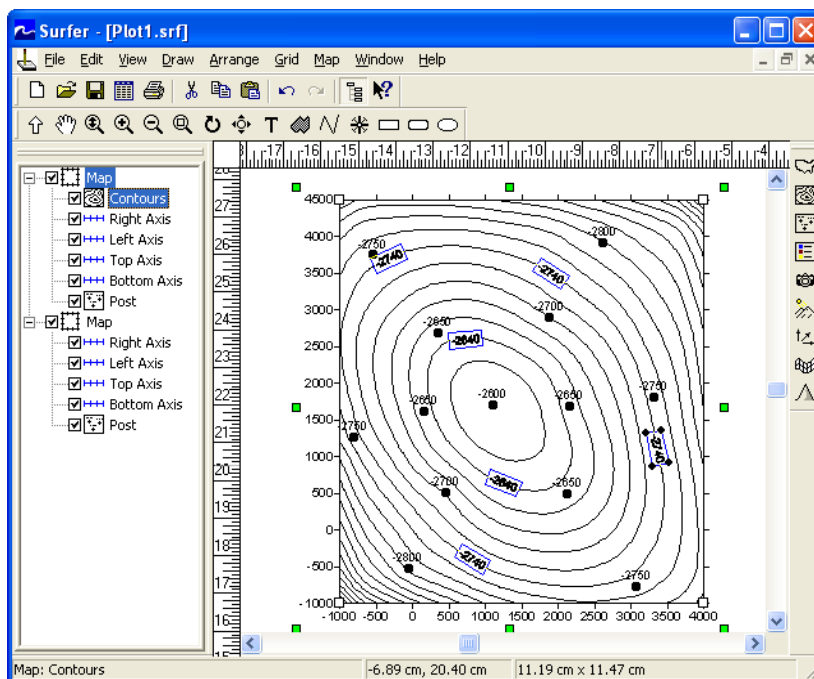 Surfer - [Plot1.srf]
File Edit View Draw Arrange Grid Map Window Help
-17 -16 -15 -14 -13 -12 -11 -10 -9 -8 -7 -6 -5 -4
Map
Contours
Right Axis
Left Axis
Top Axis
Bottom Axis
Post
Map
Right Axis
Left Axis
Top Axis
Bottom Axis
Post
27
26
25
24
23
22
21
20
19
18
17
16
4500
4000
3500
3000
2500
2000
1500
1000
500
0
-500
-1000
-2800
-2750
-2740
-2740
-2700
-2650
-2640
-2750
-2600
-2650
-2650
-2750
-2740
-2700
-2640
-2650
-2740
-2800
-2750
-1000 -500 0 500 1000 1500 2000 2500 3000 3500 4000
Map: Contours
-6.89 cm, 20.40 cm
11.19 cm x 11.47 cm